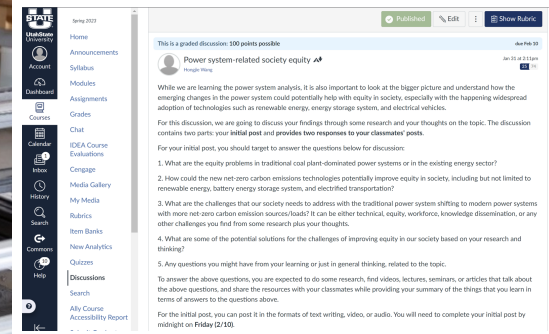 STATE
UtahState
University
Account
Dashboard
Courses
Calendar
1
Inbox
History
Search
Commons
10
Help
Spring 2023
Home
Announcements
Syllabus
Modules
Assignments
Grades
Chat
IDEA Course
Evaluations
Cengage
Media Gallery
My Media
Rubrics
Item Banks
New Analytics
Quizzes
Discussions
Search
Ally Course
Accessibility Report
Published
Edit
Show Rubric
This is a graded discussion: 100 points possible
due Feb 10
Power system-related society equity
Hongjie Wang
Jan 31 at 2:11pm
While we are learning the power system analysis, it is also important to look at the bigger picture and understand how the
emerging changes in the power system could potentially help with equity in society, especially with the happening widespread
adoption of technologies such as renewable energy, energy storage system, and electrical vehicles.
For this discussion, we are going to discuss your findings through some research and your thoughts on the topic. The discussion
contains two parts: your initial post and provides two responses to your classmates' posts.
For your initial post, you should target to answer the questions below for discussion:
1. What are the equity problems in traditional coal plant-dominated power systems or in the existing energy sector?
2. How could the new net-zero carbon emissions technologies potentially improve equity in society, including but not limited to
renewable energy, battery energy storage system, and electrified transportation?
3. What are the challenges that our society needs to address with the traditional power system shifting to modern power systems
with more net-zero carbon emission sources/loads? It can be either technical, equity, workforce, knowledge dissemination, or any
other challenges you find from some research plus your thoughts.
4. What are some of the potential solutions for the challenges of improving equity in our society based on your research and
thinking?
5. Any questions you might have from your learning or just in general thinking, related to the topic.
To answer the above questions, you are expected to do some research, find videos, lectures, seminars, or articles that talk about
the above questions, and share the resources with your classmates while providing your summary of the things that you learn in
terms of answers to the questions above.
For the initial post, you can post it in the formats of text writing, video, or audio. You will need to complete your initial post by
midnight on Friday (2/10).